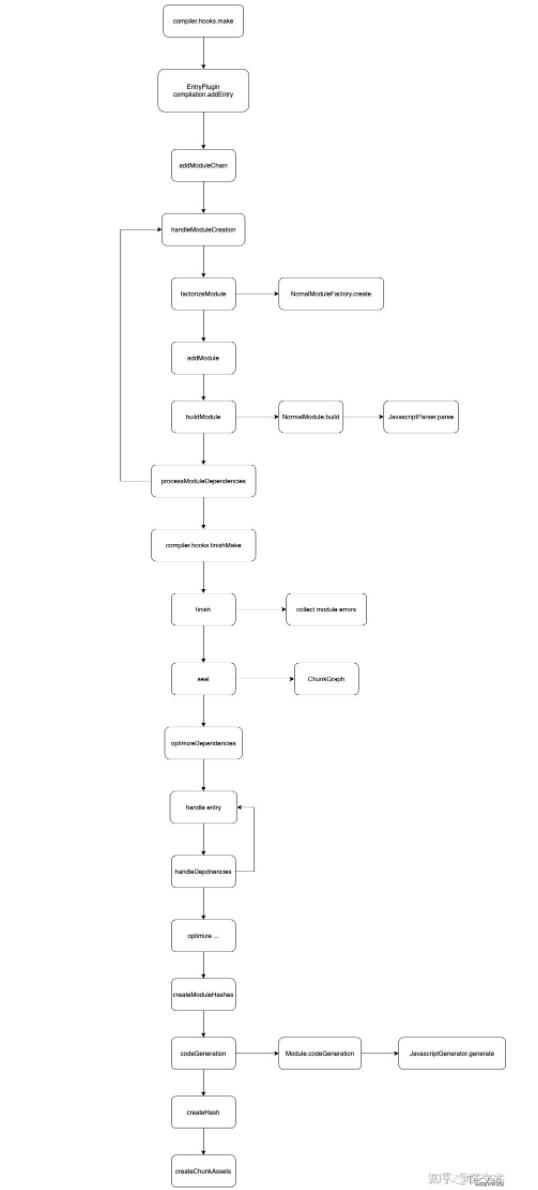 compiler.hooks.make
EntryPlugin
compilation.addEntry
addModuleChain
handleModuleCreation
factorizeModule
NomalModuleFactory.create
addModule
buildModule
NormalModule.build
JavascriptParser.parse
processModuleDependencies
compiler.hooks.finishMake
finish
collect module errors
seal
ChunkGraph
optimizeDependencies
handle entry
handleDepdnencies
optimize ...
createModuleHashes
codeGeneration
Module.codeGeneration
JavascriptGenerator.generate
createHash
createChunkAssets
知乎